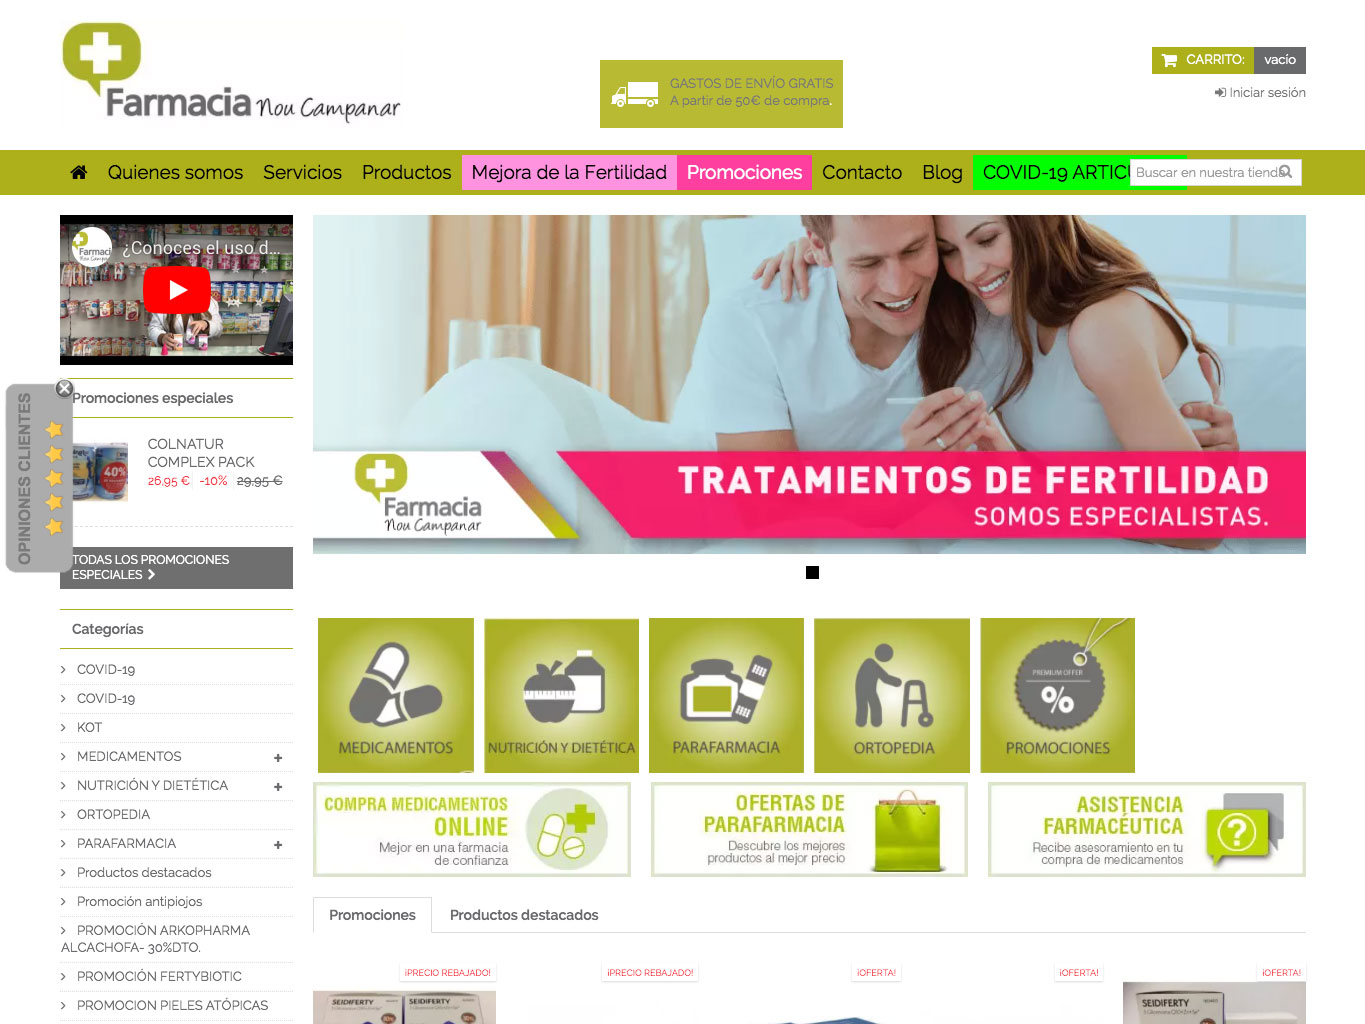 Farmacia Nou Campanar
GASTOS DE ENVÍO GRATIS
A partir de 50€ de compra.
CARRITO: vacío
Iniciar sesión
Quienes somos Servicios Productos Mejora de la Fertilidad Promociones Contacto Blog COVID-19 ARTICU
Buscar en nuestra tienda
¿Conoces el uso d...
Farmaci
Nou Campanar
Promociones especiales
COLNATUR
COMPLEX PACK
26,95 € -10% 29,95 €
40%
TODAS LOS PROMOCIONES
ESPECIALES
OPINIONES CLIENTES
Categorías
COVID-19
COVID-19
KOT
MEDICAMENTOS
NUTRICIÓN Y DIETÉTICA
ORTOPEDIA
PARAFARMACIA
Productos destacados
Promoción antipiojos
PROMOCIÓN ARKOPHARMA
ALCACHOFA- 30%DTO.
PROMOCIÓN FERTYBIOTIC
PROMOCION PIELES ATÓPICAS
Farmacia
Nou Campanar
TRATAMIENTOS DE FERTILIDAD
SOMOS ESPECIALISTAS.
MEDICAMENTOS
NUTRICIÓN Y DIETÉTICA
PARAFARMACIA
ORTOPEDIA
PREMIUM OFFER
%
PROMOCIONES
COMPRA MEDICAMENTOS
ONLINE
Mejor en una farmacia
de confianza
OFERTAS DE
PARAFARMACIA
Descubre los mejores
productos al mejor precio
ASISTENCIA
FARMACÉUTICA
Recibe asesoramiento en tu
compra de medicamentos
?
Promociones Productos destacados
¡PRECIO REBAJADO! ¡PRECIO REBAJADO! ¡OFERTA! ¡OFERTA! ¡OFERTA!
SEIDIFERTY SEIDIFERTY SEIDIFERTY